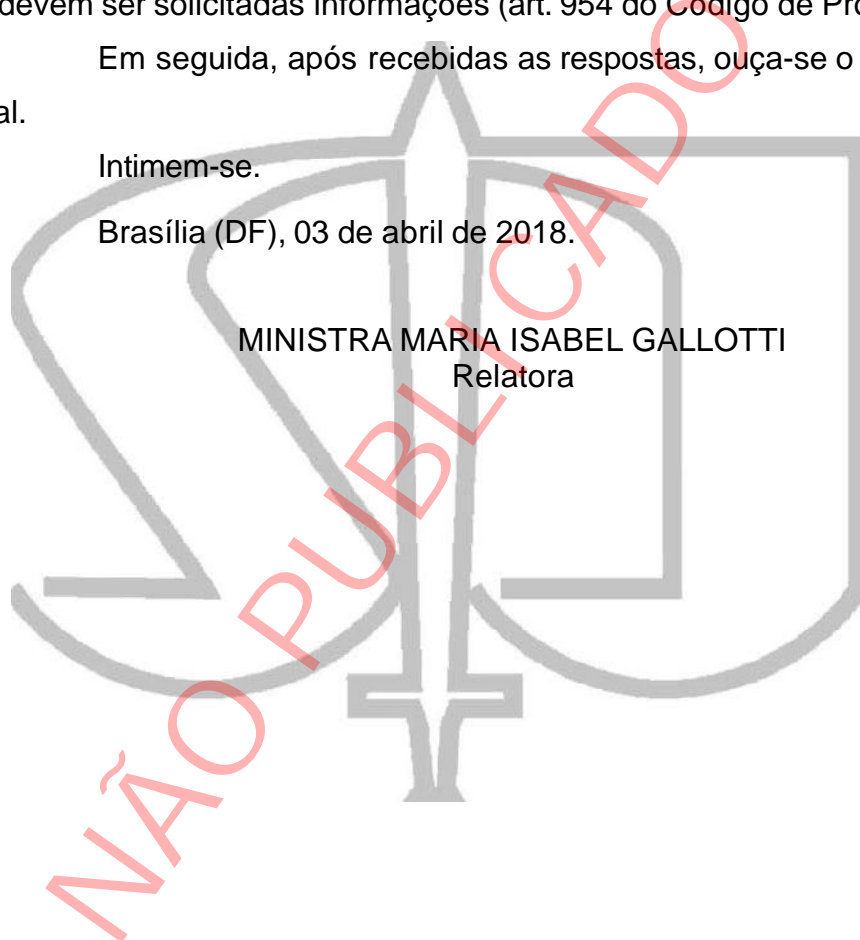 devem ser solicitadas informações (art. 954 do Código de Pro
Em seguida, após recebidas as respostas, ouça-se o
al.
Intimem-se.
Brasília (DF), 03 de abril de 2018.
MINISTRA MARIA ISABEL GALLOTTI
Relatora
NÃO PUBLICADO